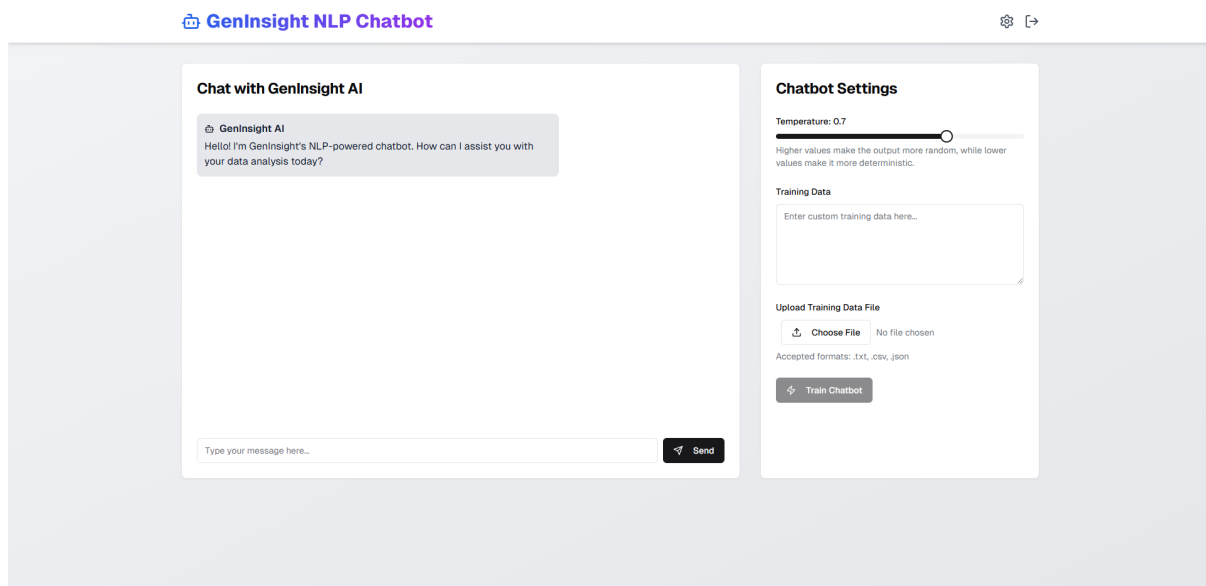 GenInsight NLP Chatbot
Chat with GenInsight AI
GenInsight AI
Hello! I'm GenInsight's NLP-powered chatbot. How can I assist you with
your data analysis today?
Type your message here...
Send
Chatbot Settings
Temperature: 0.7
Higher values make the output more random, while lower
values make it more deterministic.
Training Data
Enter custom training data here...
Upload Training Data File
Choose File No file chosen
Accepted formats: .txt, .csv, .json
Train Chatbot